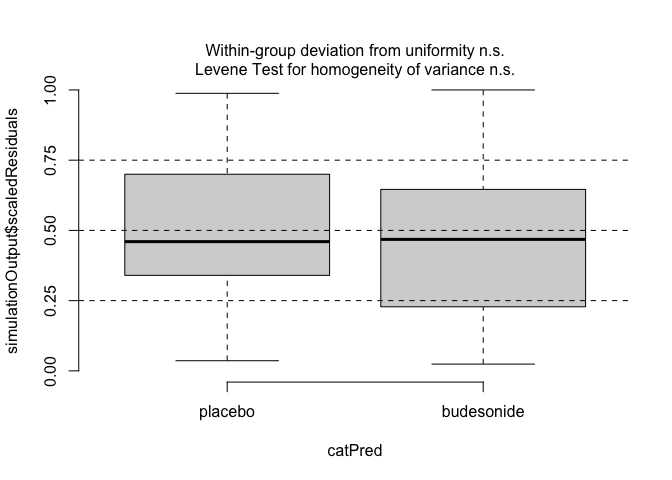 Within-group deviation from uniformity n.s.
Levene Test for homogeneity of variance n.s.
simulationOutput$scaledResiduals
1.00
0.75
0.50
0.25
0.00
placebo
budesonide
catPred